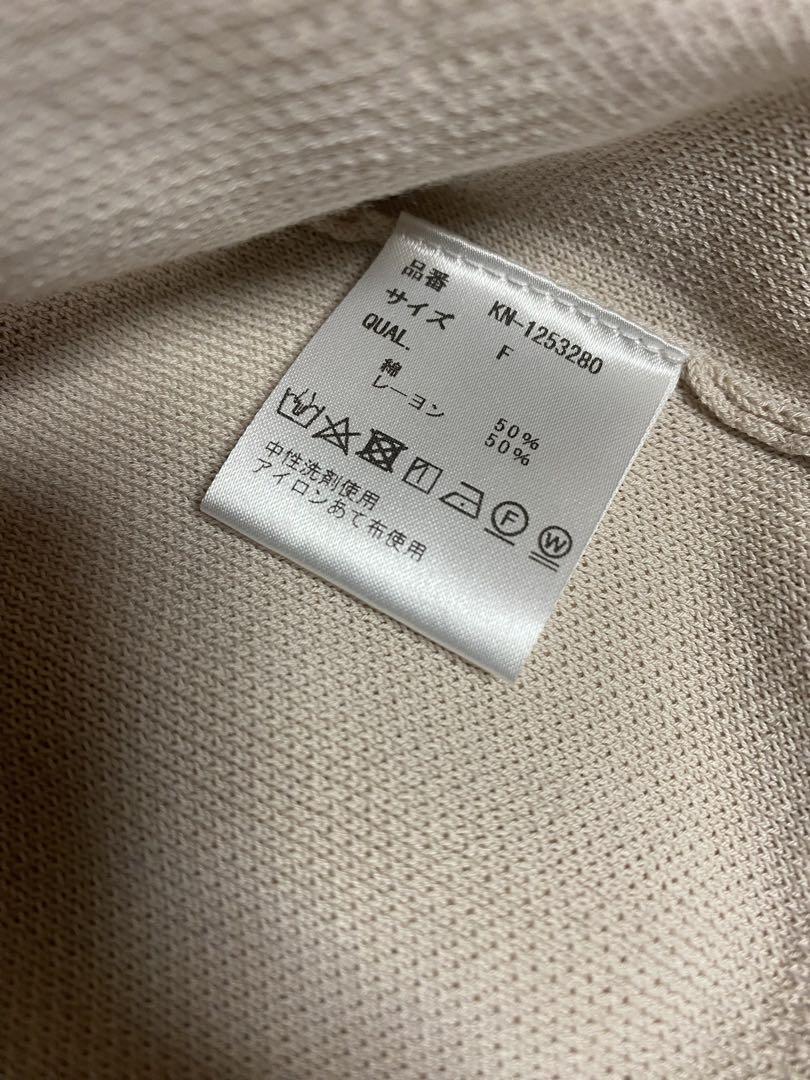 品番 KN-1253280
サイズ F
QUAL.
綿 50%
レーヨン 50%
F W
中性洗剤使用
アイロンあて布使用